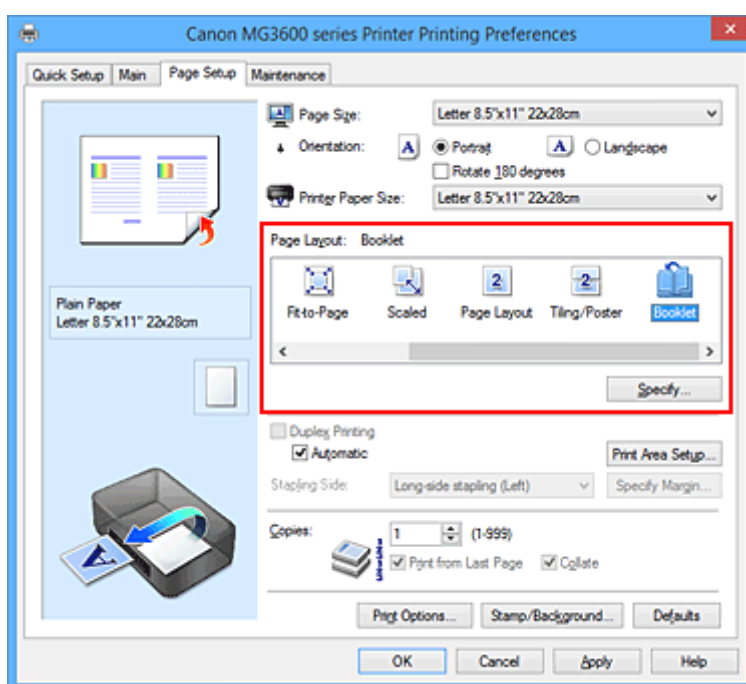 Canon MG3600 series Printer Printing Preferences
Quick Setup Main Page Setup Maintenance
Page Size: Letter 8.5"x11" 22x28cm
Orientation: A Portrait A Landscape
Rotate 180 degrees
Printer Paper Size: Letter 8.5"x11" 22x28cm
Page Layout: Booklet
Fit-to-Page Scaled Page Layout Tiling/Poster Booklet
Specify...
Plain Paper
Letter 8.5"x11" 22x28cm
Duplex Printing
Automatic
Print Area Setup...
Stapling Side: Long-side stapling (Left) Specify Margin...
Copies: 1 (1-999)
Print from Last Page Collate
Print Options... Stamp/Background... Defaults
OK Cancel Apply Help